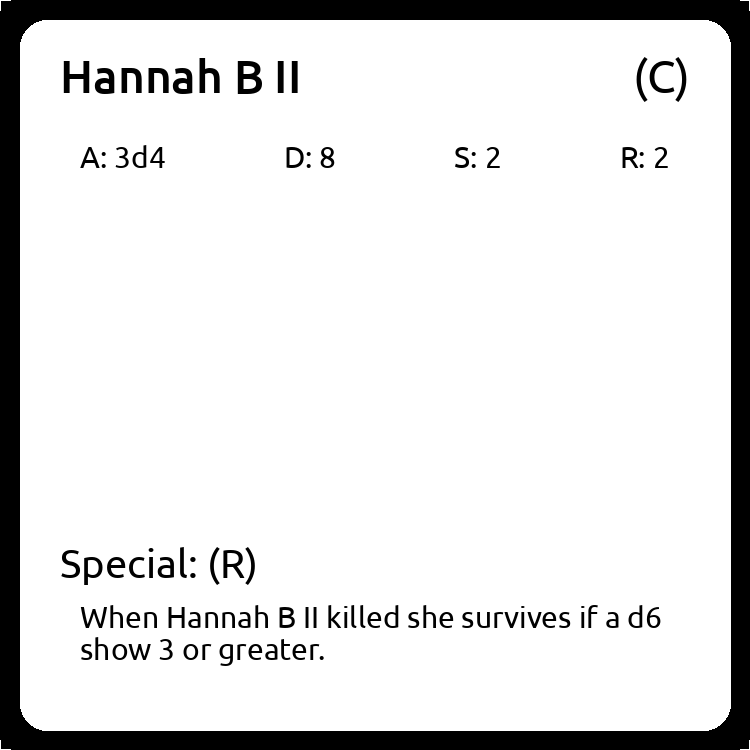 Hannah B II (C)
A: 3d4 D: 8 S: 2 R: 2
Special: (R)
When Hannah B II killed she survives if a d6
show 3 or greater.